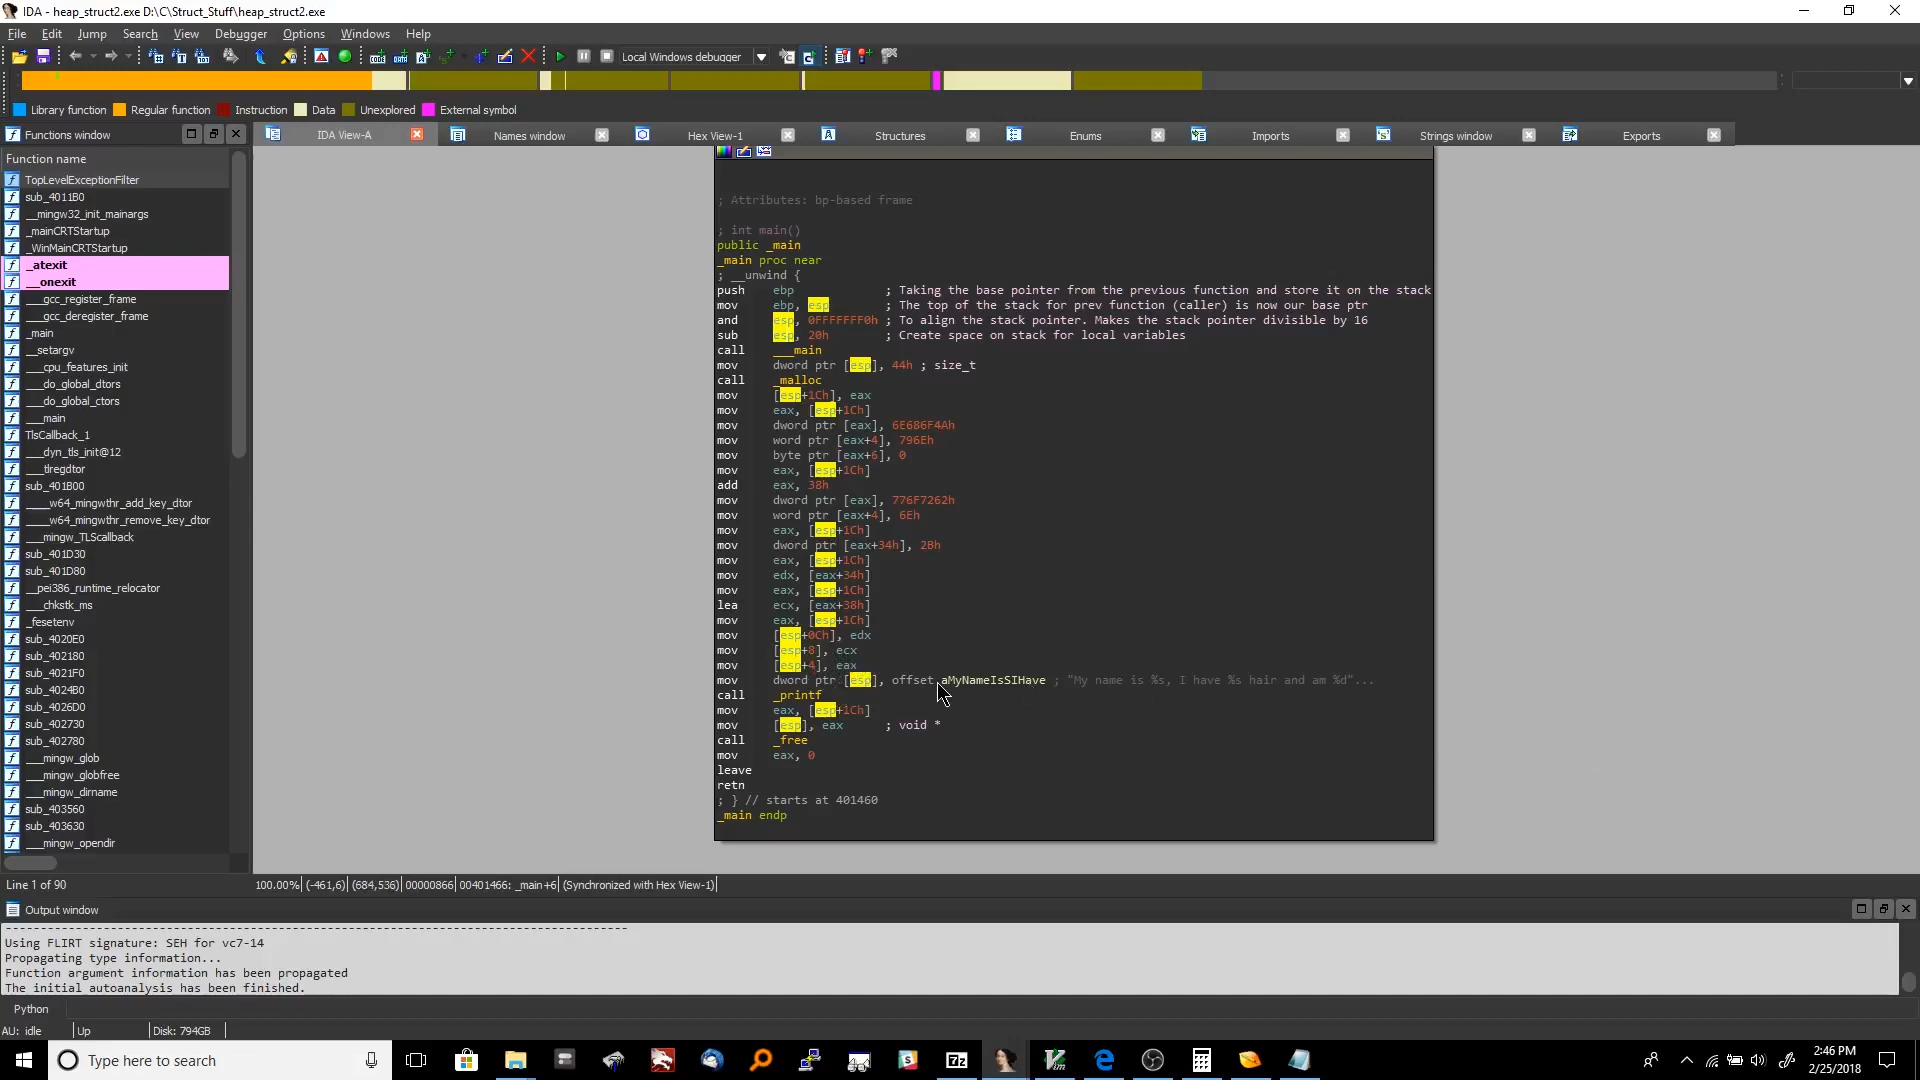 IDA - heap_struct2.exe D:\C\Struct_Stuff\heap_struct2.exe
File Edit Jump Search View Debugger Options Windows Help
Local Windows debugger
Library function Regular function Instruction Data Unexplored External symbol
Functions window
IDA View-A Names window Hex View-1 Structures Enums Imports Strings window Exports
Function name
TopLevelExceptionFilter
sub_4011B0
__mingw32_init_mainargs
_mainCRTStartup
_WinMainCRTStartup
_atexit
__onexit
___gcc_register_frame
___gcc_deregister_frame
_main
__setargv
___cpu_features_init
___do_global_dtors
___do_global_ctors
___main
TlsCallback_1
___dyn_tls_init@12
___tlregdtor
sub_401B00
____w64_mingwthr_add_key_dtor
____w64_mingwthr_remove_key_dtor
___mingw_TLScallback
sub_401D30
sub_401D80
__pei386_runtime_relocator
___chkstk_ms
_fesetenv
sub_4020E0
sub_402180
sub_4021F0
sub_4024B0
sub_4026D0
sub_402730
sub_402780
___mingw_glob
___mingw_globfree
___mingw_dirname
sub_403560
sub_403630
___mingw_opendir
Line 1 of 90
; Attributes: bp-based frame
; int main()
public _main
_main proc near
; __unwind {
push ebp ; Taking the base pointer from the previous function and store it on the stack
mov ebp, esp ; The top of the stack for prev function (caller) is now our base ptr
and esp, 0FFFFFFF0h ; To align the stack pointer. Makes the stack pointer divisible by 16
sub esp, 20h ; Create space on stack for local variables
call ___main
mov dword ptr [esp], 44h ; size_t
call _malloc
mov [esp+1Ch], eax
mov eax, [esp+1Ch]
mov dword ptr [eax], 6E686F4Ah
mov word ptr [eax+4], 796Eh
mov byte ptr [eax+6], 0
mov eax, [esp+1Ch]
add eax, 38h
mov dword ptr [eax], 776F7262h
mov word ptr [eax+4], 6Eh
mov eax, [esp+1Ch]
mov dword ptr [eax+34h], 2Bh
mov eax, [esp+1Ch]
mov edx, [eax+34h]
mov eax, [esp+1Ch]
lea ecx, [eax+38h]
mov eax, [esp+1Ch]
mov [esp+0Ch], edx
mov [esp+8], ecx
mov [esp+4], eax
mov dword ptr [esp], offset aMyNameIsSIHave ; "My name is %s, I have %s hair and am %d"...
call _printf
mov eax, [esp+1Ch]
mov [esp], eax ; void *
call _free
mov eax, 0
leave
retn
; } // starts at 401460
_main endp
100.00% (-461,6) (684,536) 00000866 00401466: _main+6 (Synchronized with Hex View-1)
Output window
---------------------------------------------------------------------------------------
Using FLIRT signature: SEH for vc7-14
Propagating type information...
Function argument information has been propagated
The initial autoanalysis has been finished.
Python
AU: idle Up Disk: 794GB
Type here to search
2:46 PM
2/25/2018